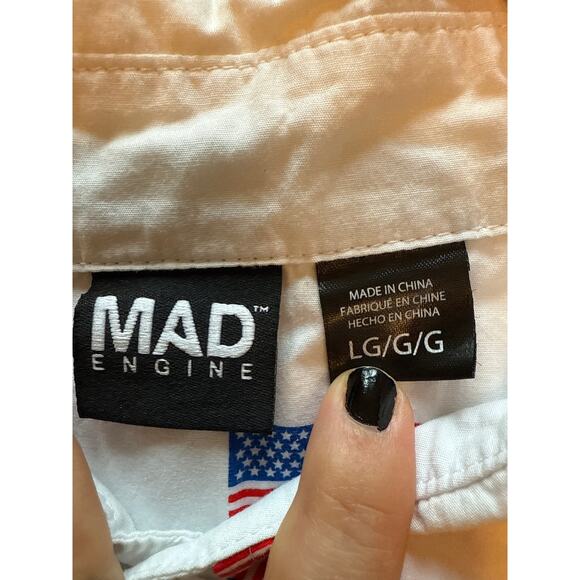 MAD™
ENGINE
MADE IN CHINA
FABRIQUÉ EN CHINE
HECHO EN CHINA
LG/G/G